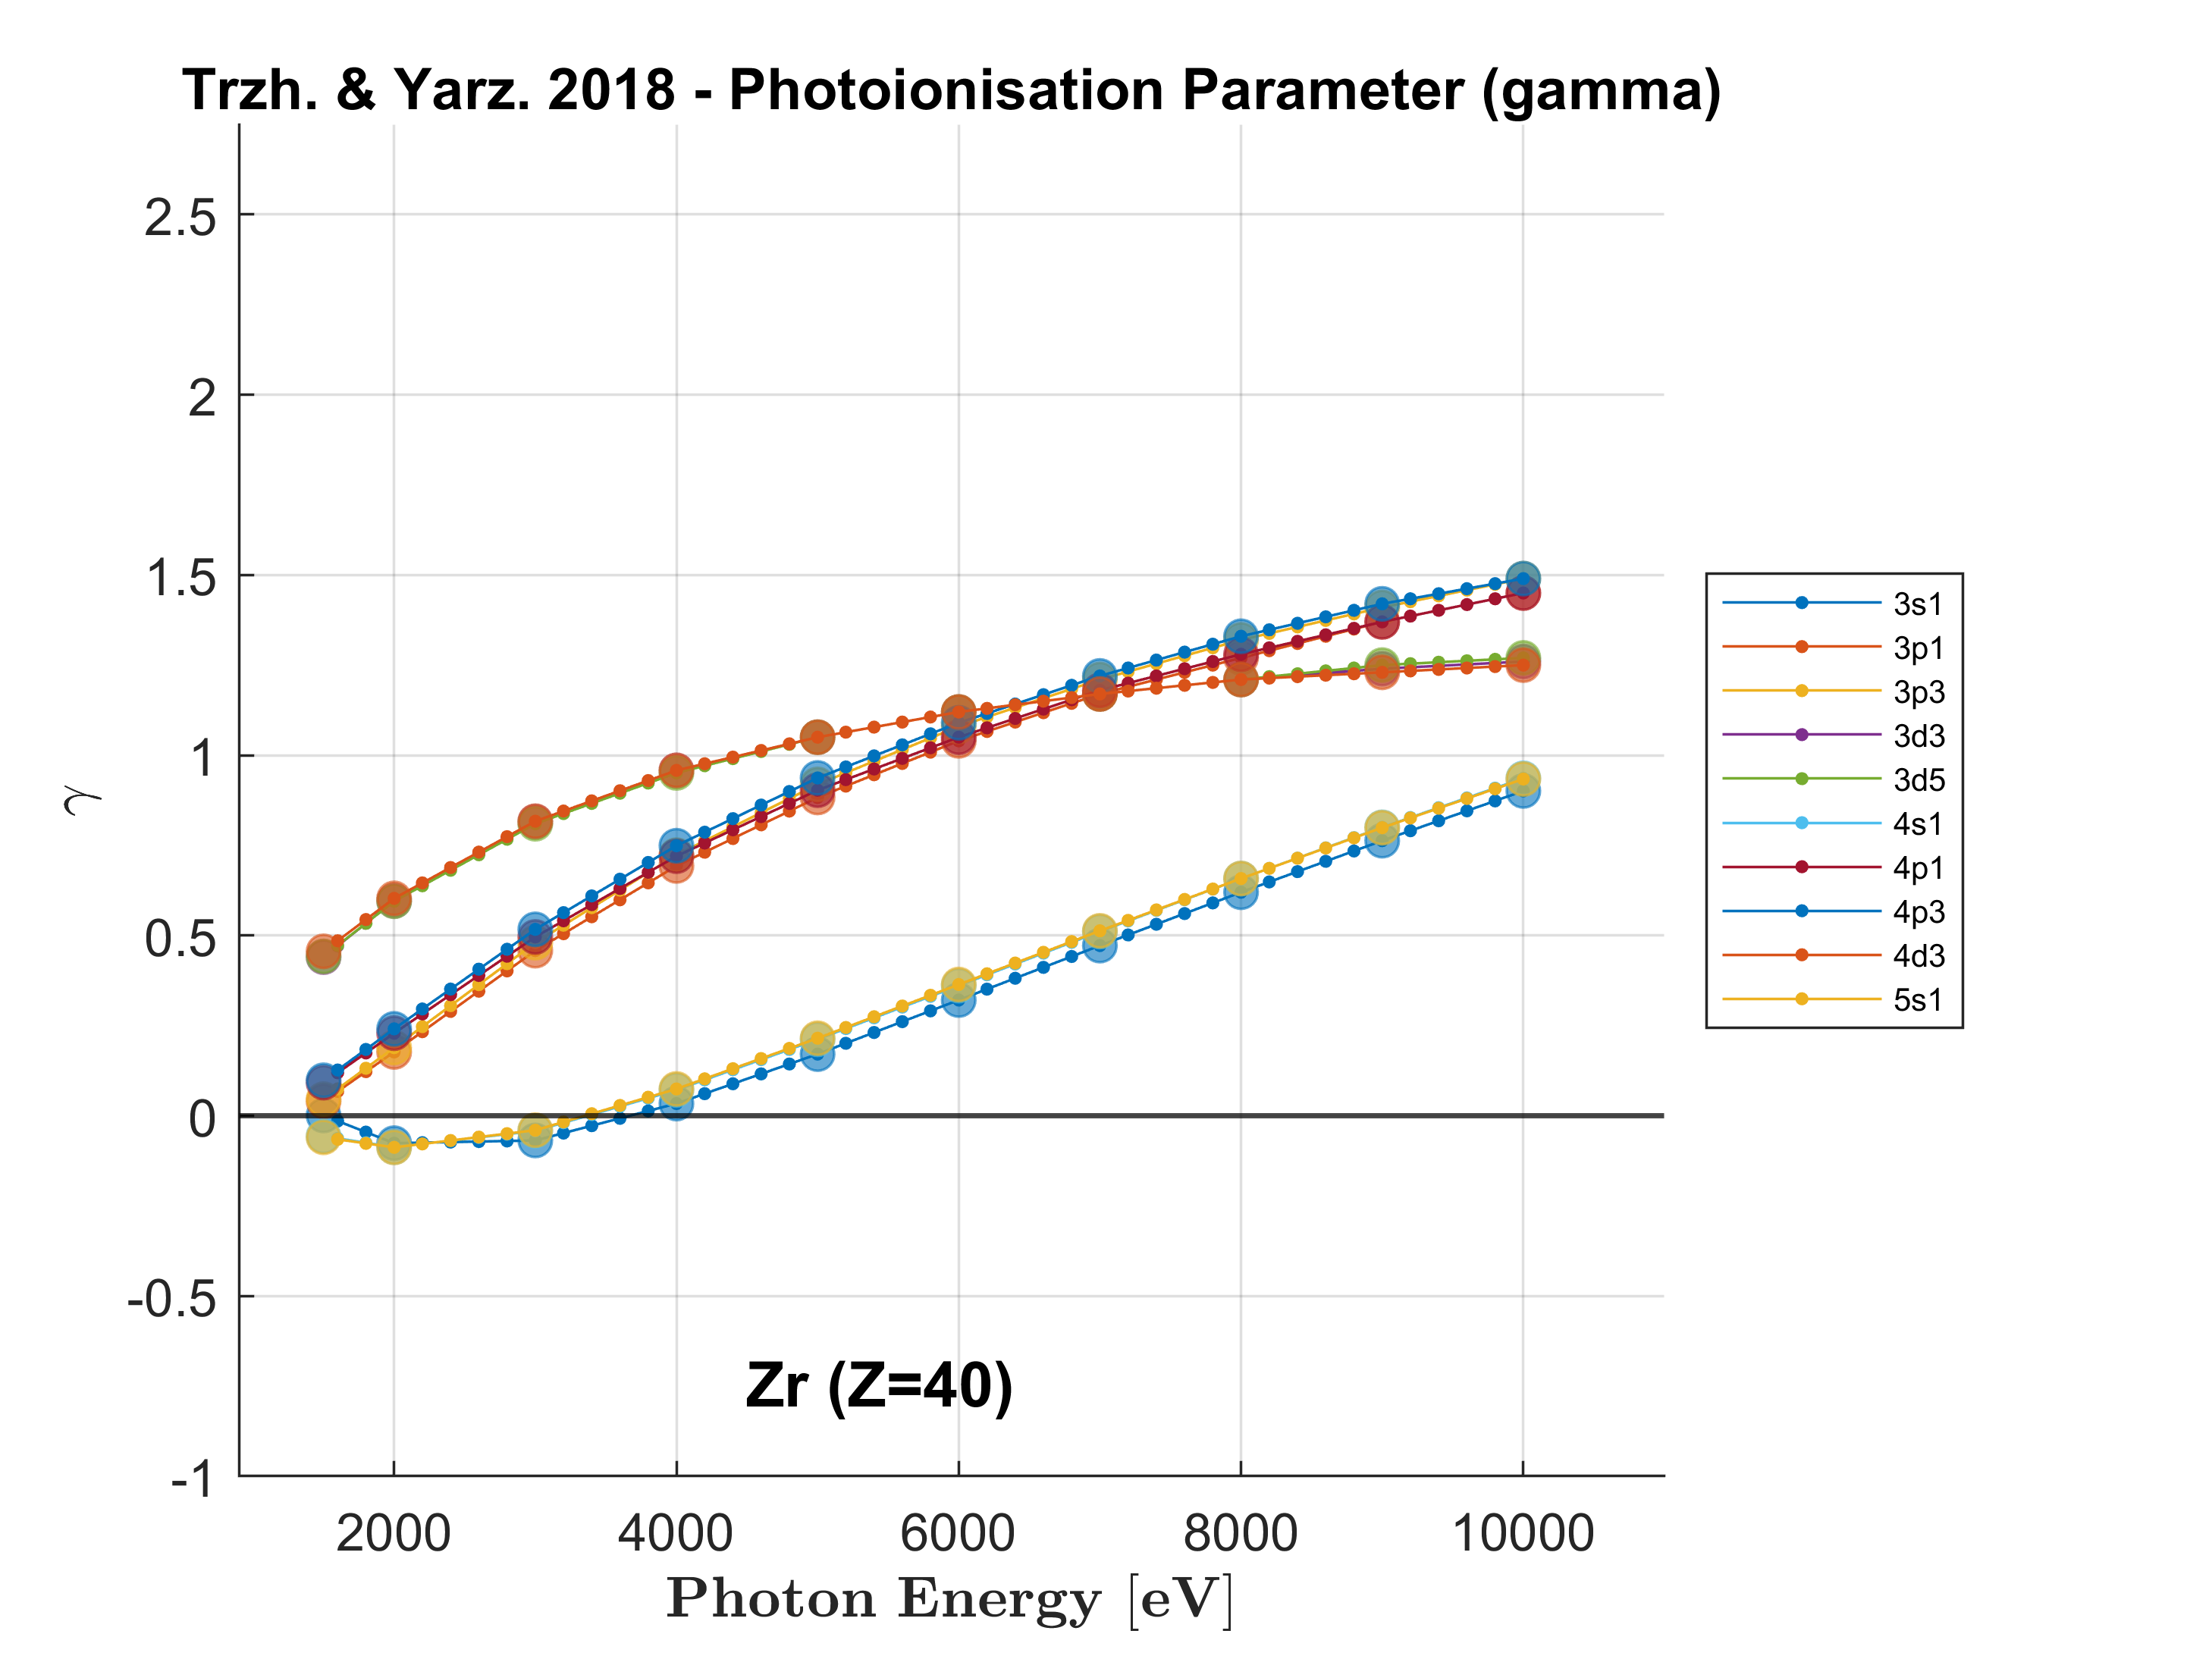 Trzh. & Yarz. 2018 - Photoionisation Parameter (gamma)
2.5
2
1.5
1
0.5
0
-0.5
-1
γ
2000 4000 6000 8000 10000
Photon Energy [eV]
Zr (Z=40)
3s1
3p1
3p3
3d3
3d5
4s1
4p1
4p3
4d3
5s1